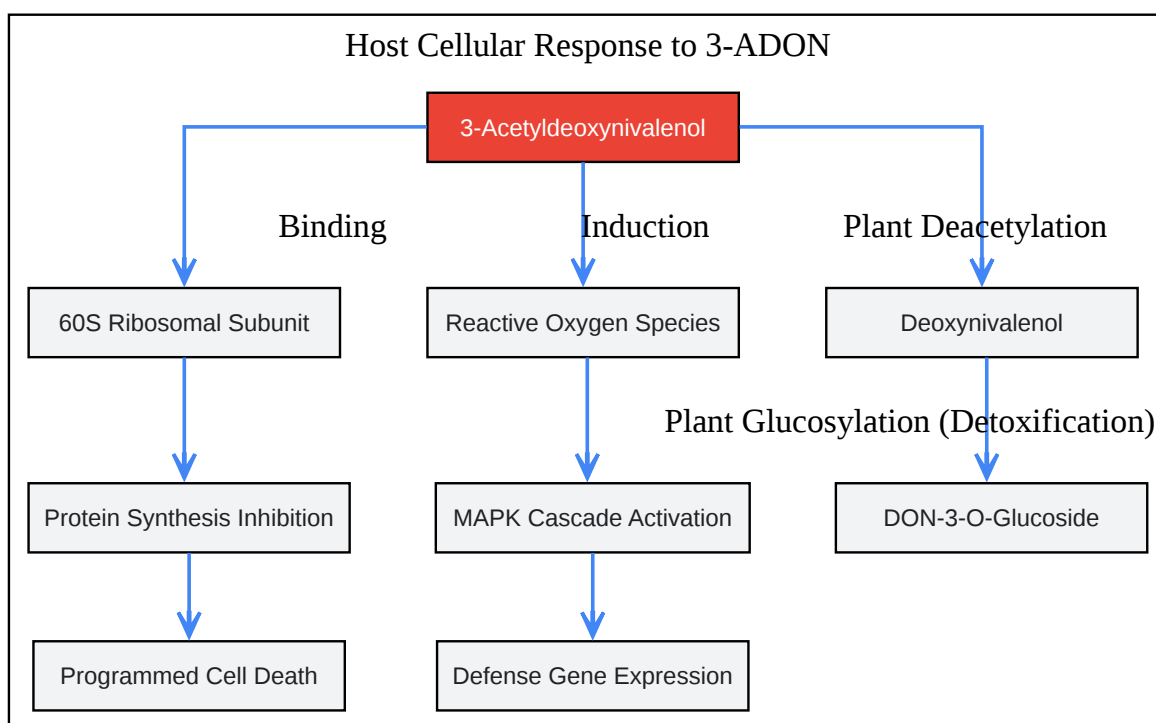 Host Cellular Response to 3-ADON
3-Acetyldeoxynivalenol
Binding
Induction
Plant Deacetylation
60S Ribosomal Subunit
Reactive Oxygen Species
Deoxynivalenol
Plant Glucosylation (Detoxification)
Protein Synthesis Inhibition
MAPK Cascade Activation
DON-3-O-Glucoside
Programmed Cell Death
Defense Gene Expression